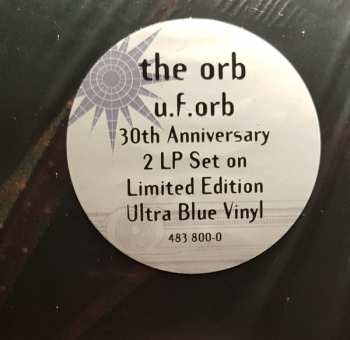 the orb
u.f.orb
30th Anniversary
2 LP Set on
Limited Edition
Ultra Blue Vinyl
483 800-0